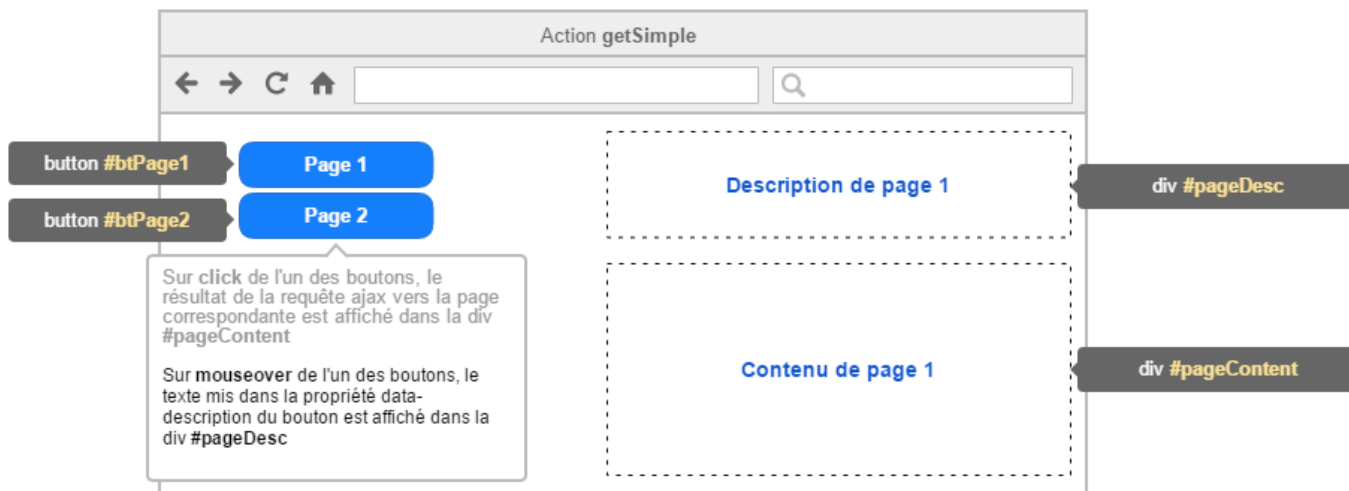 Action getSimple
button #btPage1
Page 1
button #btPage2
Page 2
Description de page 1
div #pageDesc
Sur click de l'un des boutons, le
résultat de la requête ajax vers la page
correspondante est affiché dans la div
#pageContent
Sur mouseover de l'un des boutons, le
texte mis dans la propriété data-
description du bouton est affiché dans la
div #pageDesc
Contenu de page 1
div #pageContent